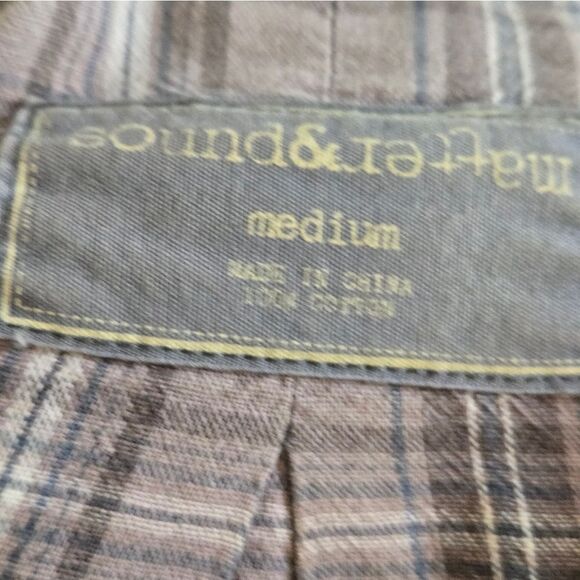 sound&matter
medium
MADE IN CHINA
100% COTTON